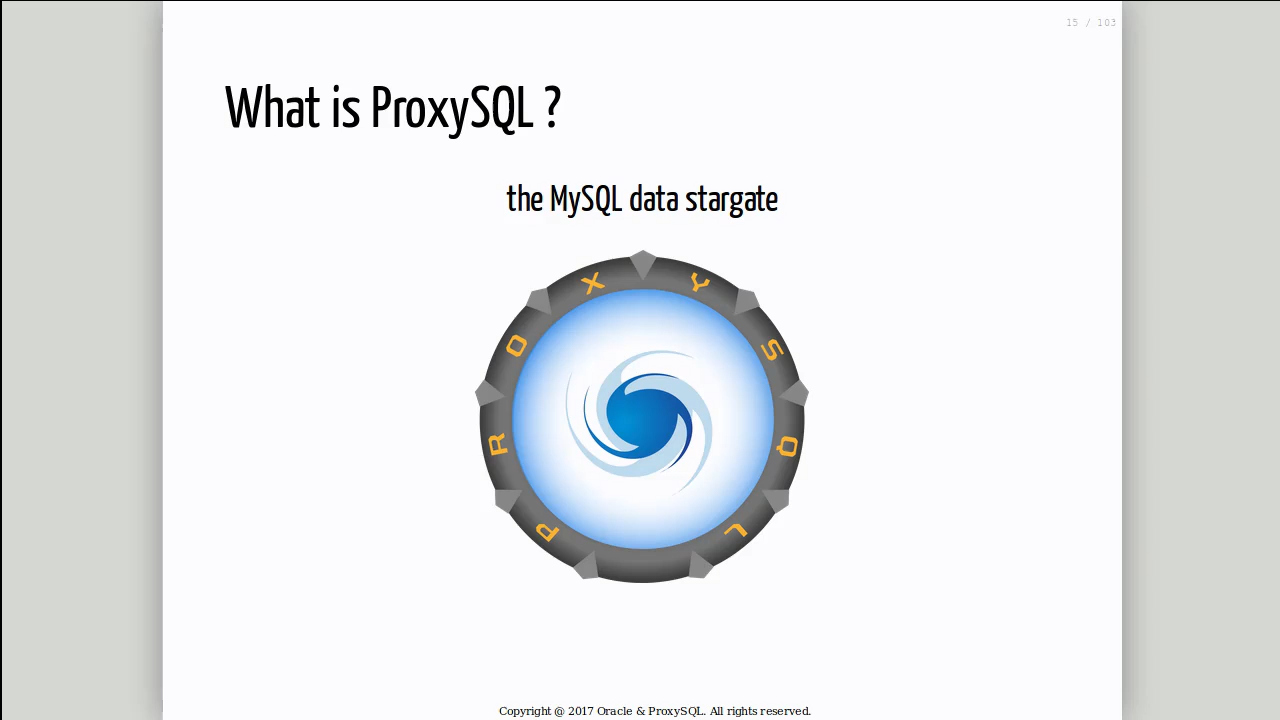 15 / 103
What is ProxySQL ?
the MySQL data stargate
PROXYSQL
Copyright @ 2017 Oracle & ProxySQL. All rights reserved.